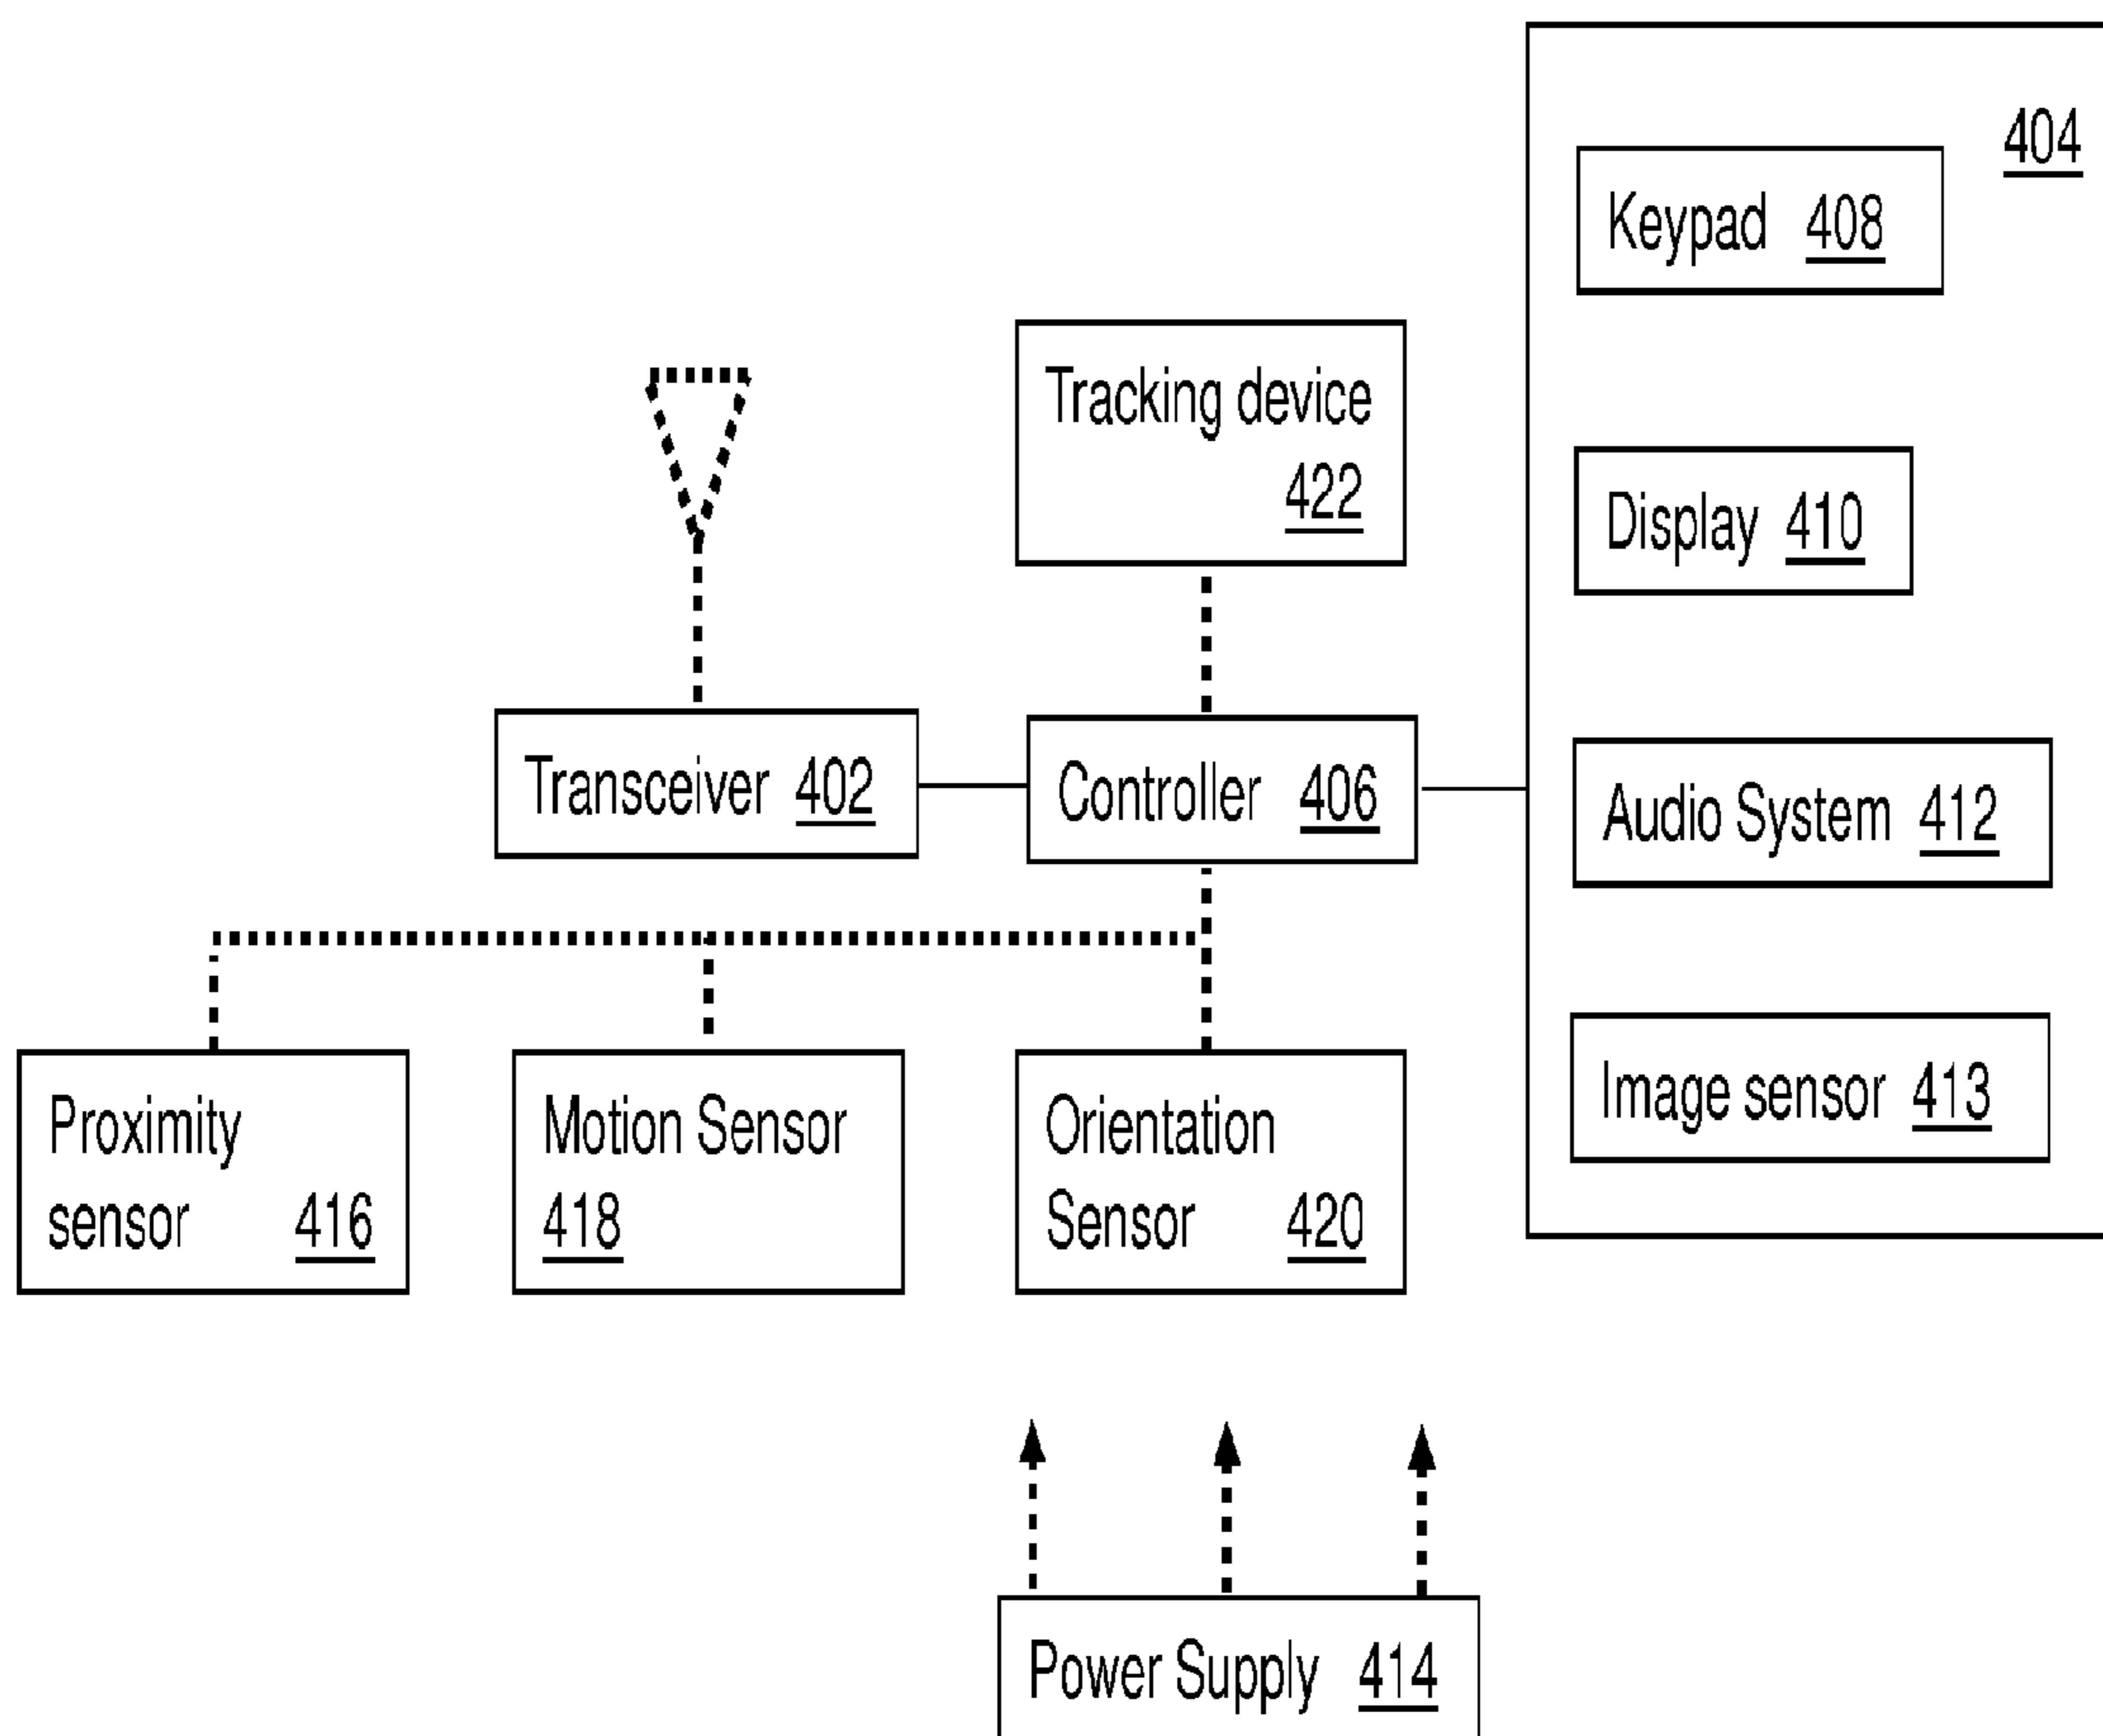 404
Keypad 408
Tracking device
422
Display 410
Transceiver 402
Controller 406
Audio System 412
Image sensor 413
Proximity
sensor 416
Motion Sensor
418
Orientation
Sensor 420
Power Supply 414